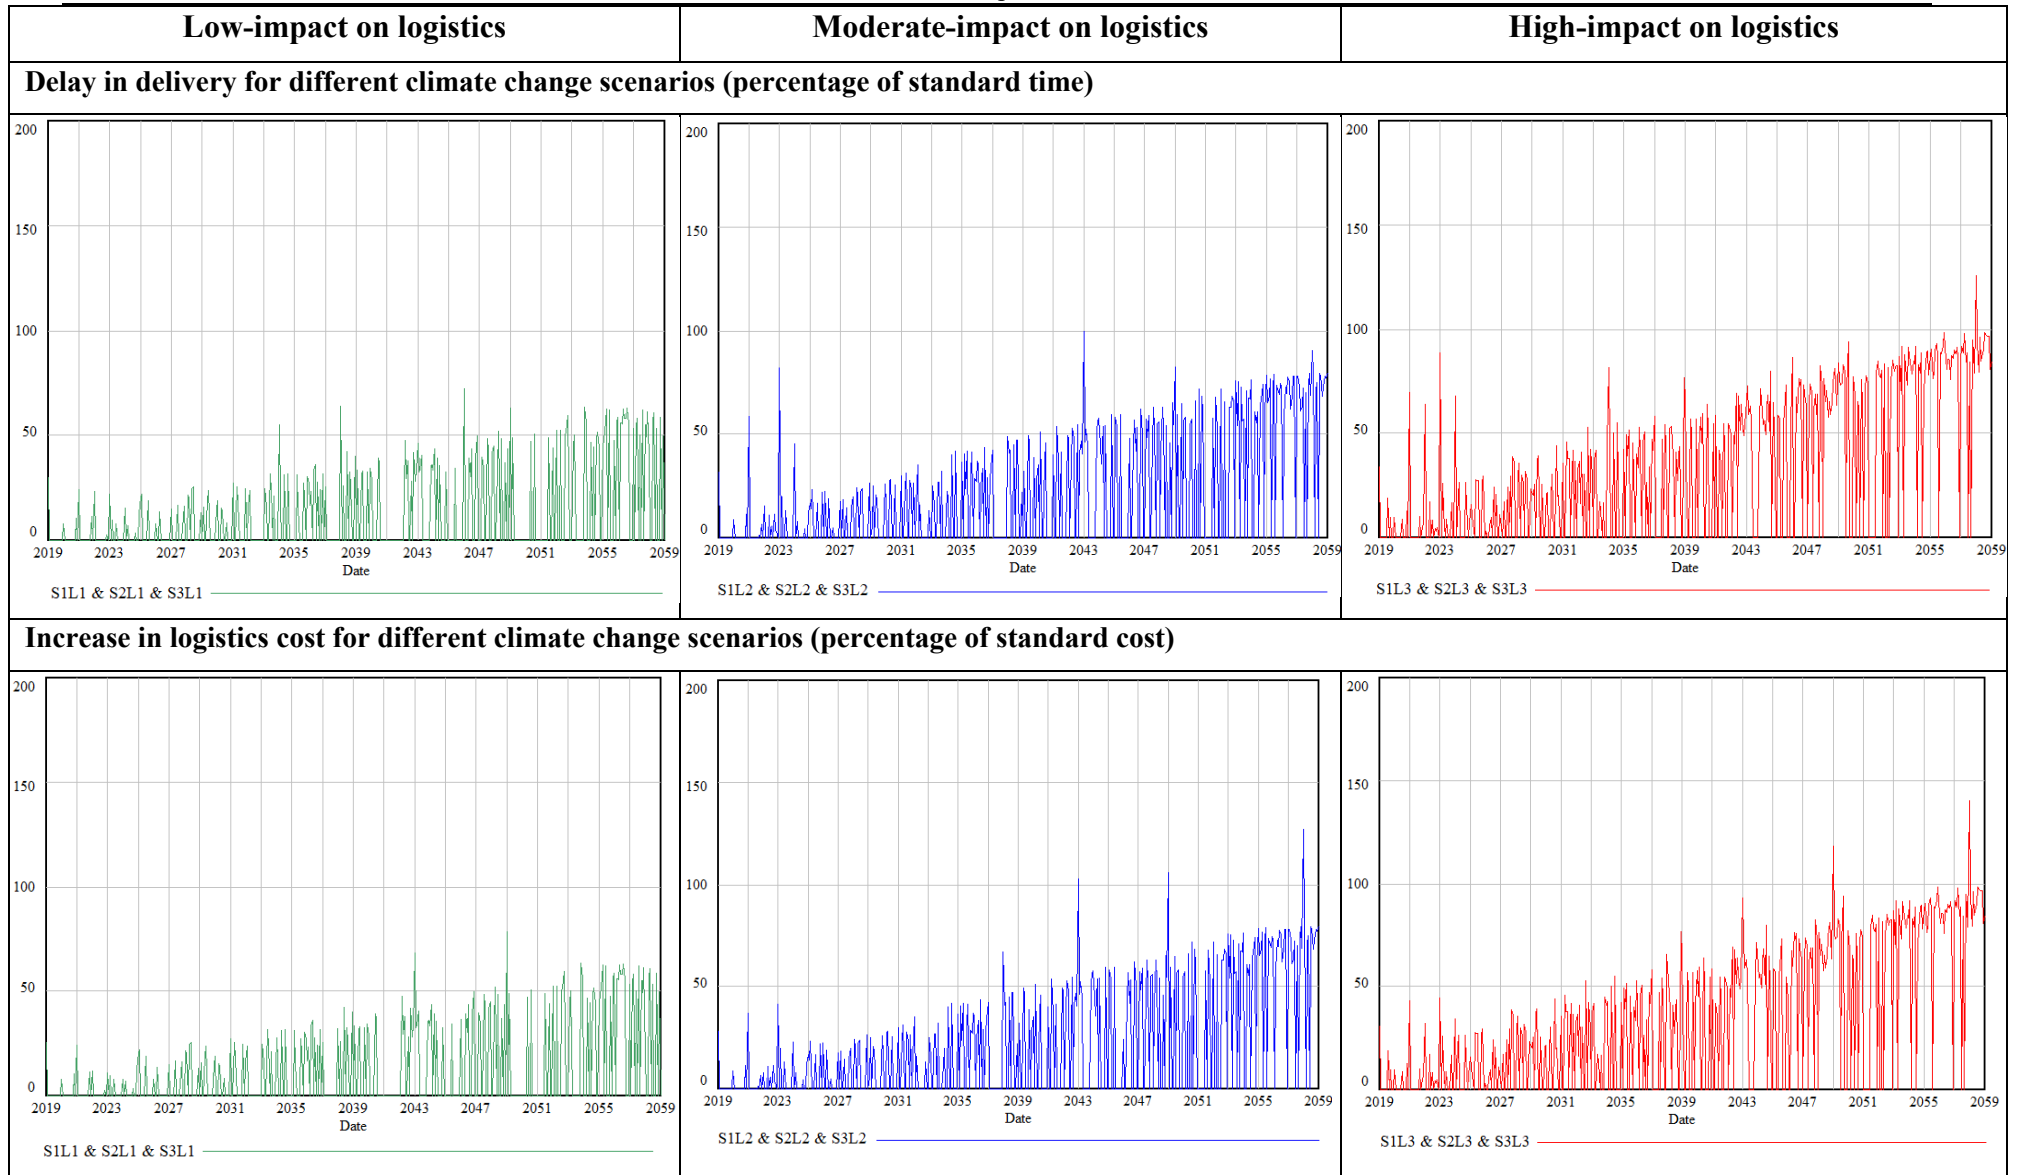 Low-impact on logistics
Moderate-impact on logistics
High-impact on logistics
Delay in delivery for different climate change scenarios (percentage of standard time)
200
150
100
50
0
2019 2023 2027 2031 2035 2039 2043 2047 2051 2055 2059
Date
S1L1 & S2L1 & S3L1
200
150
100
50
0
2019 2023 2027 2031 2035 2039 2043 2047 2051 2055 2059
Date
S1L2 & S2L2 & S3L2
200
150
100
50
0
2019 2023 2027 2031 2035 2039 2043 2047 2051 2055 2059
Date
S1L3 & S2L3 & S3L3
Increase in logistics cost for different climate change scenarios (percentage of standard cost)
200
150
100
50
0
2019 2023 2027 2031 2035 2039 2043 2047 2051 2055 2059
Date
S1L1 & S2L1 & S3L1
200
150
100
50
0
2019 2023 2027 2031 2035 2039 2043 2047 2051 2055 2059
Date
S1L2 & S2L2 & S3L2
200
150
100
50
0
2019 2023 2027 2031 2035 2039 2043 2047 2051 2055 2059
Date
S1L3 & S2L3 & S3L3